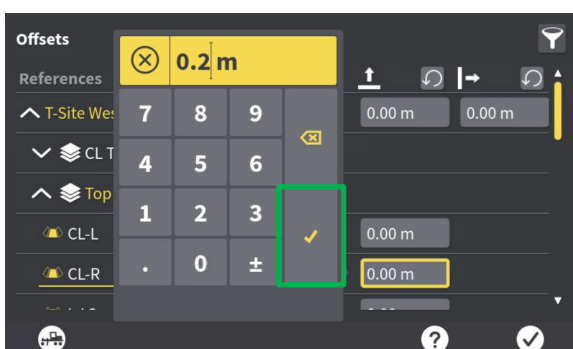 Offsets
0.2 m
References
T-Site Wes
7 8 9
0.00 m 0.00 m
CL T
4 5 6
Top
1 2 3
CL-L
0.00 m
CL-R
. 0 ±
0.00 m
?